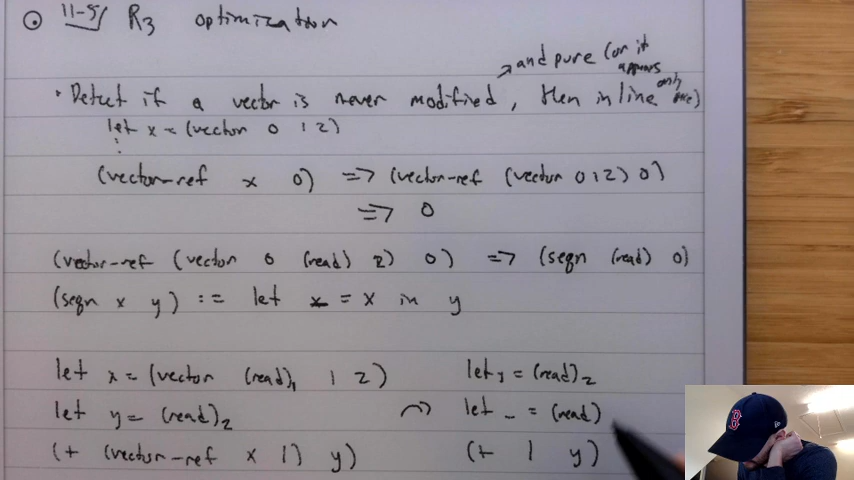 ⊙ 11-5/ R3 optimization
→ and pure (or it appears only once)
· Detect if a vector is never modified, then inline
let x = (vector 0 1 2)
⋮
(vector-ref x 0) => (vector-ref (vector 0 1 2) 0)
=> 0
(vector-ref (vector 0 (read) 2) 0) => (seqn (read) 0)
(seqn x y) := let _ = x in y
let x = (vector (read)₁ 1 2) let y = (read)₂
let y = (read)₂ ⤳ let _ = (read)
(+ (vector-ref x 1) y) (+ 1 y)
B